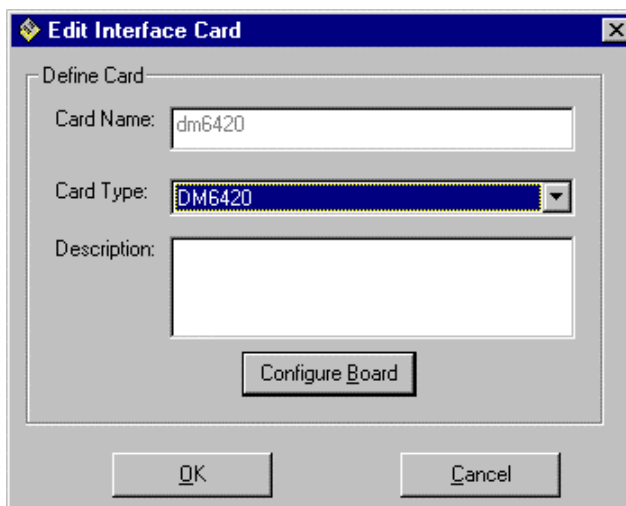 Edit Interface Card
Define Card
Card Name: dm6420
Card Type: DM6420
Description:
Configure Board
OK Cancel